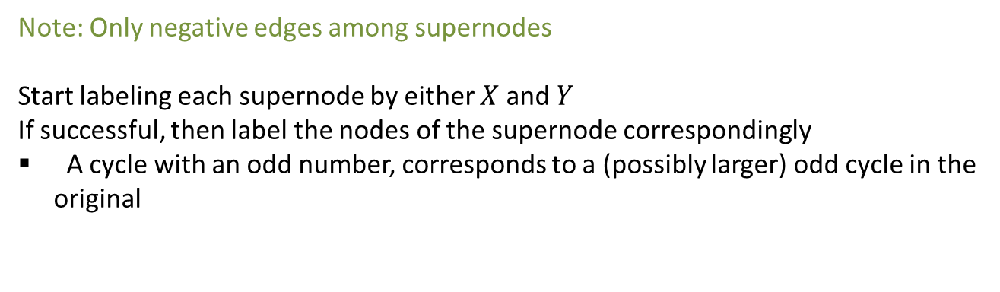 Note: Only negative edges among supernodes
Start labeling each supernode by either X and Y
If successful, then label the nodes of the supernode correspondingly
▪ A cycle with an odd number, corresponds to a (possibly larger) odd cycle in the
original